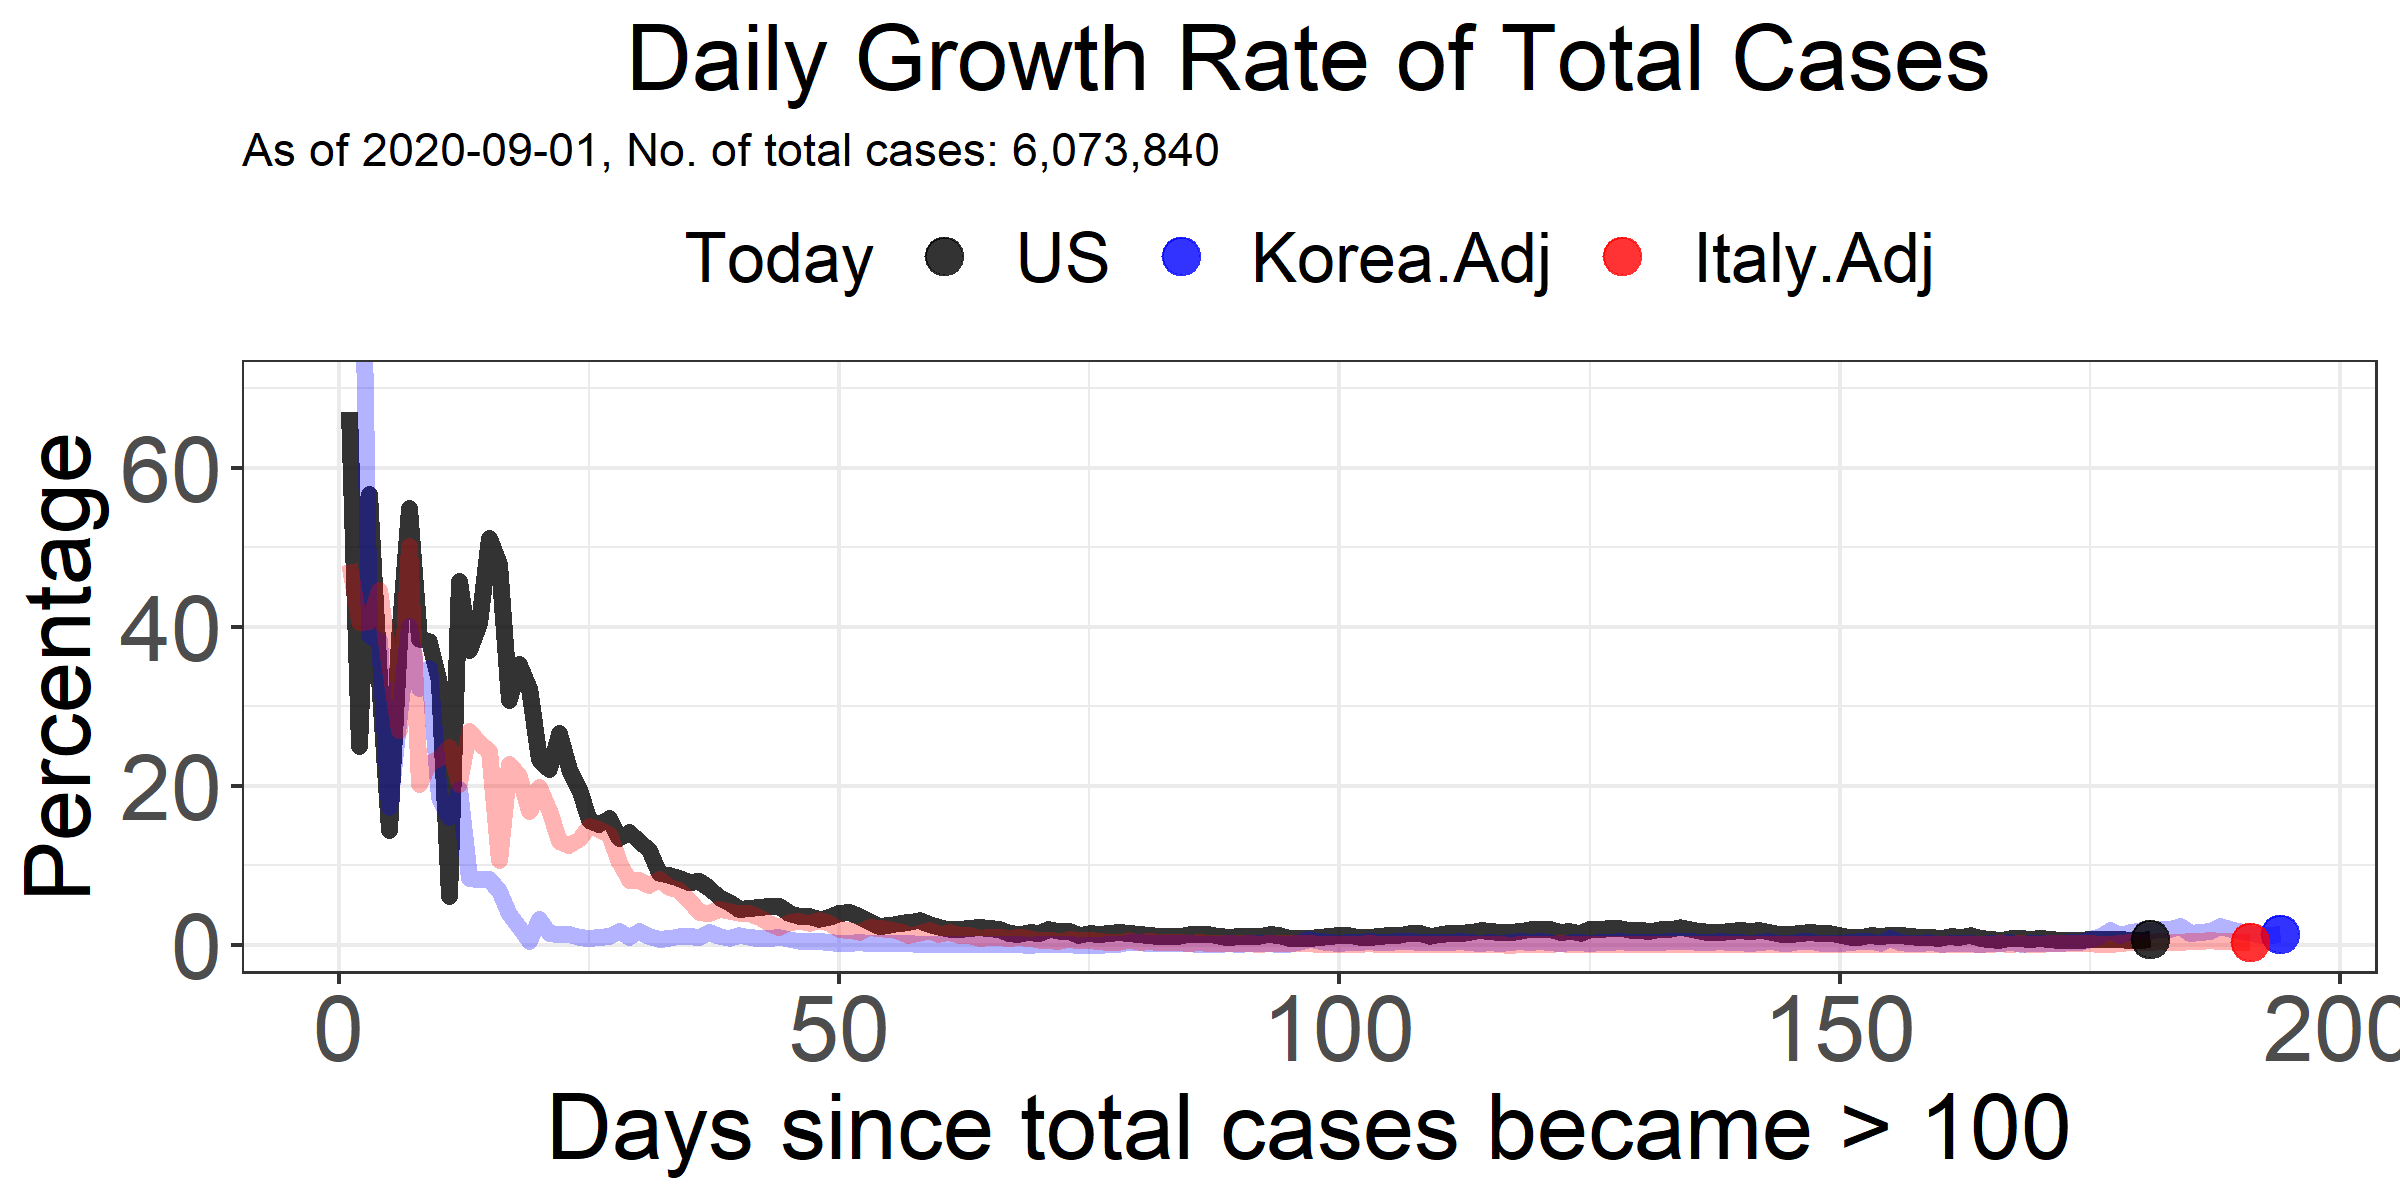 Daily Growth Rate of Total Cases
As of 2020-09-01, No. of total cases: 6,073,840
Today US Korea.Adj Italy.Adj
Percentage
60
40
20
0
0 50 100 150 200
Days since total cases became > 100